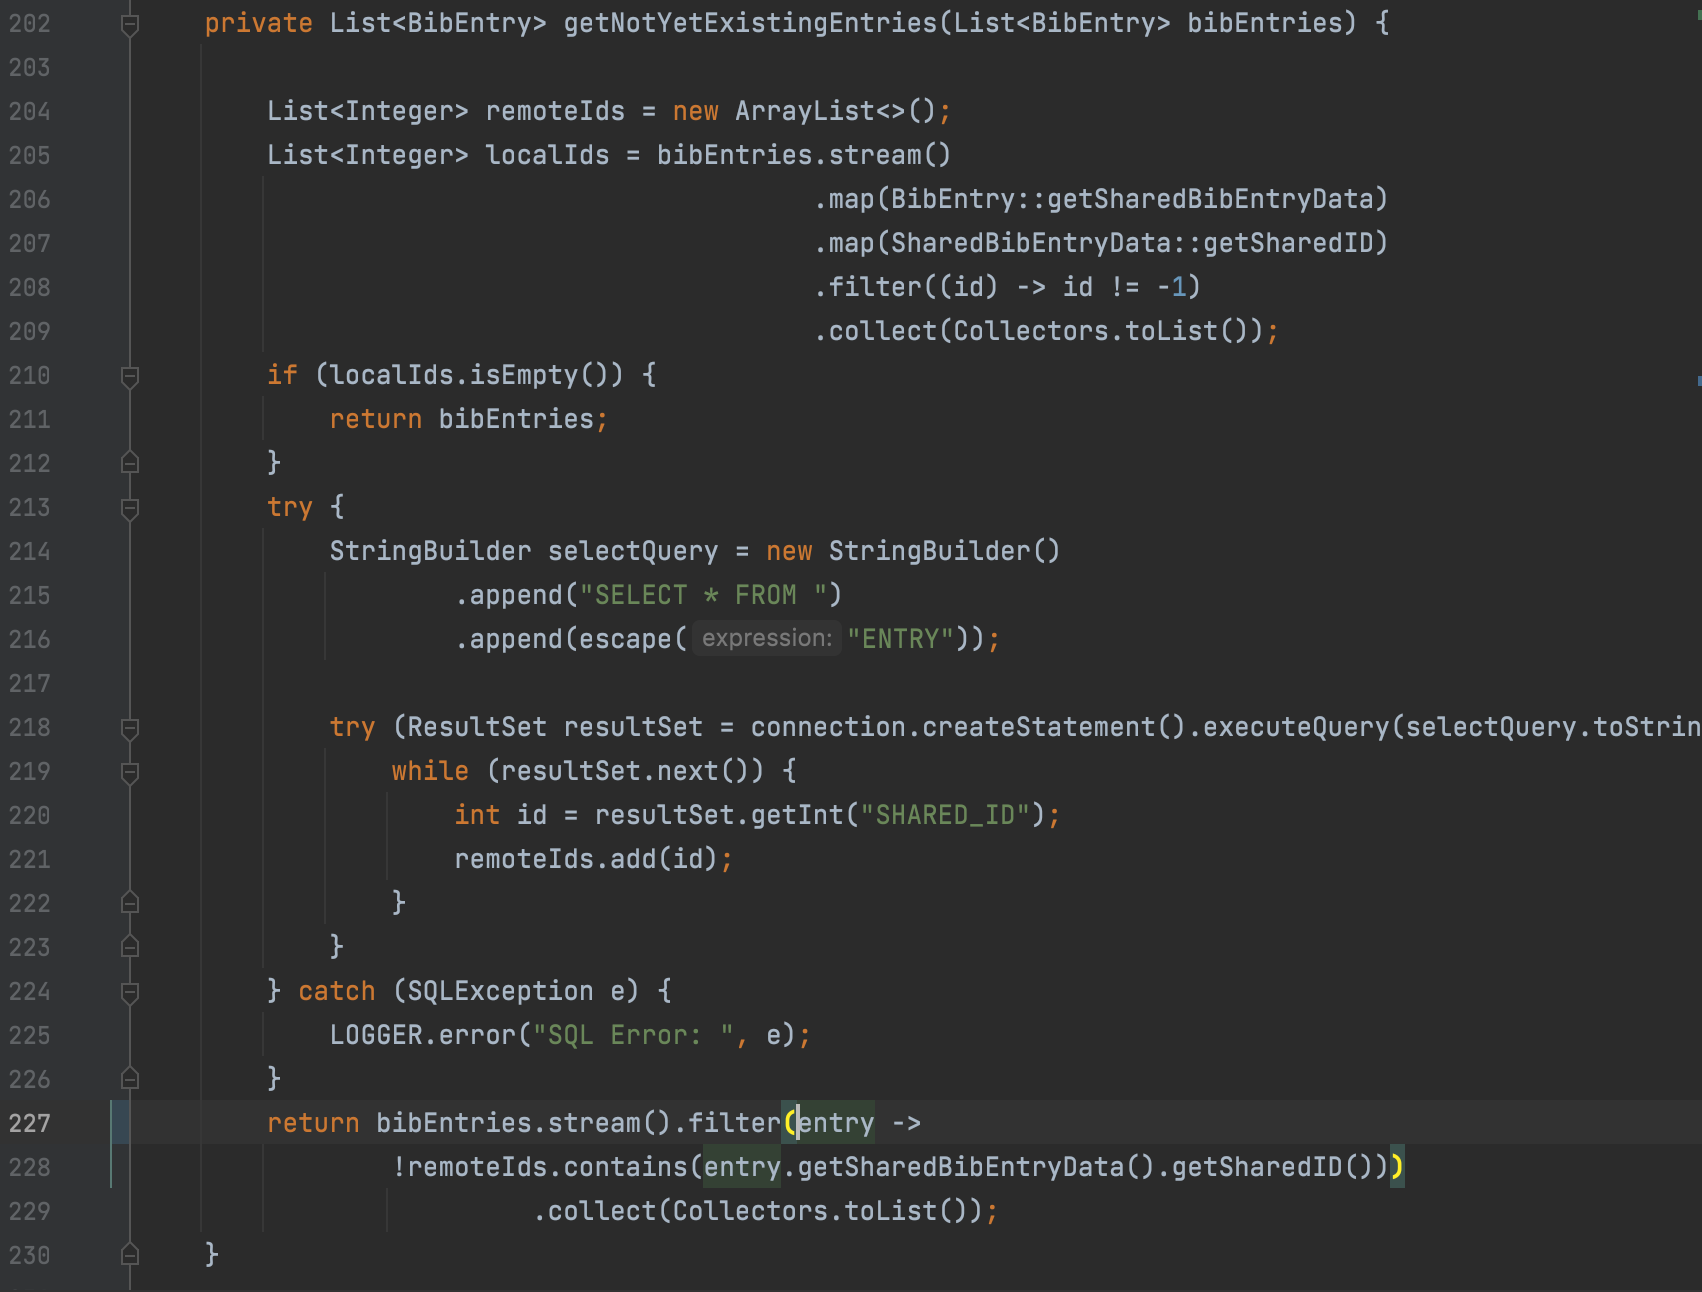 202 private List<BibEntry> getNotYetExistingEntries(List<BibEntry> bibEntries) {
203
204 List<Integer> remoteIds = new ArrayList<>();
205 List<Integer> localIds = bibEntries.stream()
206 .map(BibEntry::getSharedBibEntryData)
207 .map(SharedBibEntryData::getSharedID)
208 .filter((id) -> id != -1)
209 .collect(Collectors.toList());
210 if (localIds.isEmpty()) {
211 return bibEntries;
212 }
213 try {
214 StringBuilder selectQuery = new StringBuilder()
215 .append("SELECT * FROM ")
216 .append(escape( expression: "ENTRY"));
217
218 try (ResultSet resultSet = connection.createStatement().executeQuery(selectQuery.toStrin
219 while (resultSet.next()) {
220 int id = resultSet.getInt("SHARED_ID");
221 remoteIds.add(id);
222 }
223 }
224 } catch (SQLException e) {
225 LOGGER.error("SQL Error: ", e);
226 }
227 return bibEntries.stream().filter(entry ->
228 !remoteIds.contains(entry.getSharedBibEntryData().getSharedID()))
229 .collect(Collectors.toList());
230 }